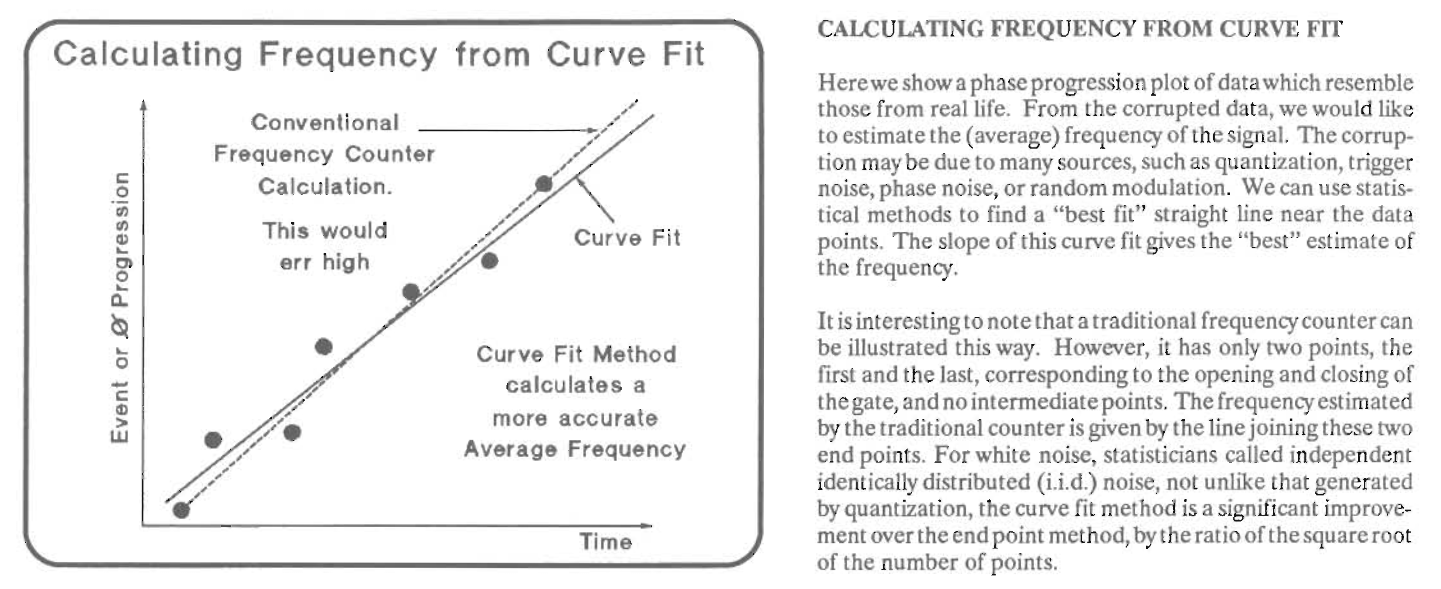 Calculating Frequency from Curve Fit
Conventional
Frequency Counter
Calculation.
This would
err high
Curve Fit
Curve Fit Method
calculates a
more accurate
Average Frequency
Event or Ø Progression
Time
CALCULATING FREQUENCY FROM CURVE FIT
Here we show a phase progression plot of data which resemble
those from real life. From the corrupted data, we would like
to estimate the (average) frequency of the signal. The corrup-
tion may be due to many sources, such as quantization, trigger
noise, phase noise, or random modulation. We can use statis-
tical methods to find a “best fit” straight line near the data
points. The slope of this curve fit gives the “best” estimate of
the frequency.
It is interesting to note that a traditional frequency counter can
be illustrated this way. However, it has only two points, the
first and the last, corresponding to the opening and closing of
the gate, and no intermediate points. The frequency estimated
by the traditional counter is given by the line joining these two
end points. For white noise, statisticians called independent
identically distributed (i.i.d.) noise, not unlike that generated
by quantization, the curve fit method is a significant improve-
ment over the end point method, by the ratio of the square root
of the number of points.